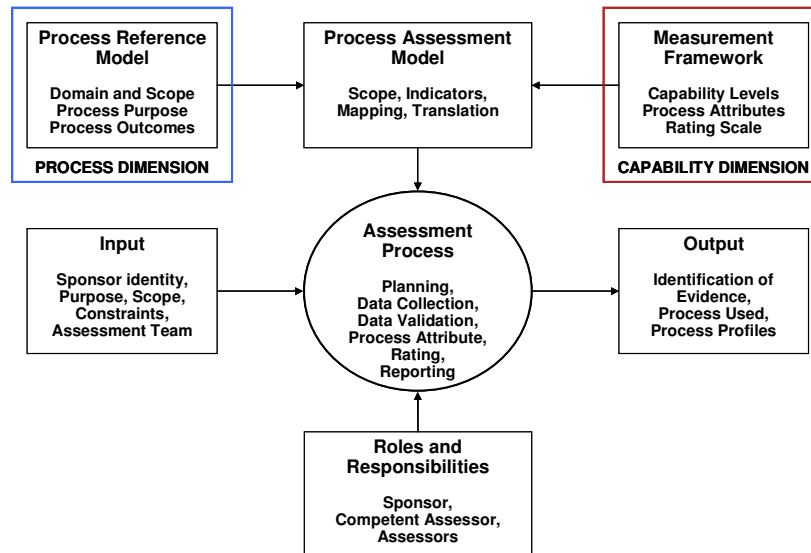 Process Reference
Model
Domain and Scope
Process Purpose
Process Outcomes
PROCESS DIMENSION
Process Assessment
Model
Scope, Indicators,
Mapping, Translation
Measurement
Framework
Capability Levels
Process Attributes
Rating Scale
CAPABILITY DIMENSION
Input
Sponsor identity,
Purpose, Scope,
Constraints,
Assessment Team
Assessment
Process
Planning,
Data Collection,
Data Validation,
Process Attribute,
Rating,
Reporting
Output
Identification of
Evidence,
Process Used,
Process Profiles
Roles and
Responsibilities
Sponsor,
Competent Assessor,
Assessors